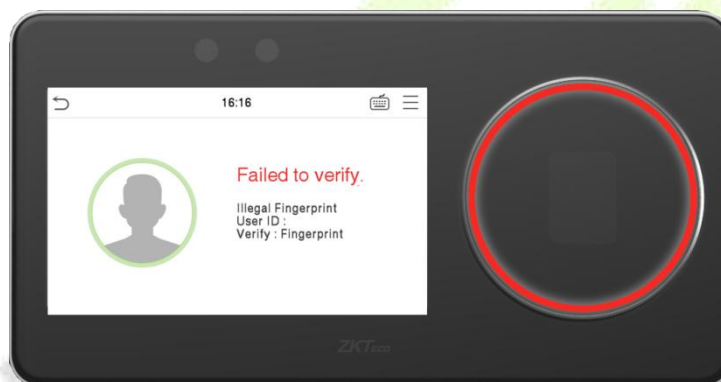 16:16
Failed to verify.
Illegal Fingerprint
User ID :
Verify : Fingerprint
ZKTeco